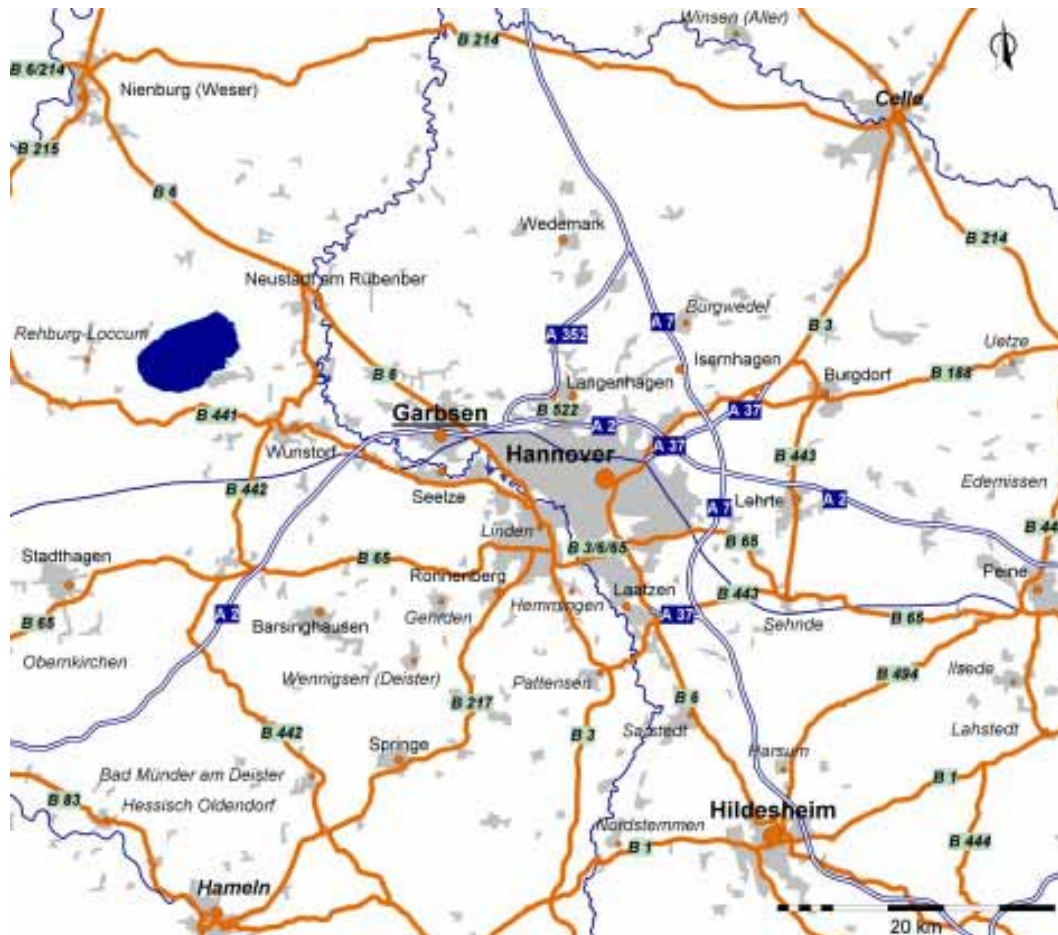 Winsen (Aller)
B 214
B 6/214
Nienburg (Weser)
Celle
B 215
B 6
Wedemark
B 214
Neustadt am Rübenber
Rehburg-Loccum
A 352
A 7
Burgwedel
B 3
Uetze
Isernhagen
B 6
Langenhagen
Burgdorf
B 188
B 441
Garbsen
B 522
A 2
A 37
Wunstorf
Hannover
A 37
B 443
Seelze
Edemissen
B 442
A 7
Lehrte
A 2
Linden
B 44
Stadthagen
B 65
B 3/6/65
B 65
Peine
Ronnenberg
Laatzen
B 443
B 65
A 2
Barsinghausen
Gehrden
Hemmingen
A 37
Sehnde
B 65
Obernkirchen
Wennigsen (Deister)
Pattensen
B 494
Ilsede
B 217
B 6
B 442
B 3
Sarstedt
Lahstedt
Springe
Harsum
Bad Münder am Deister
B 1
B 83
Hessisch Oldendorf
Hildesheim
Nordstemmen
B 1
B 444
Hameln
20 km